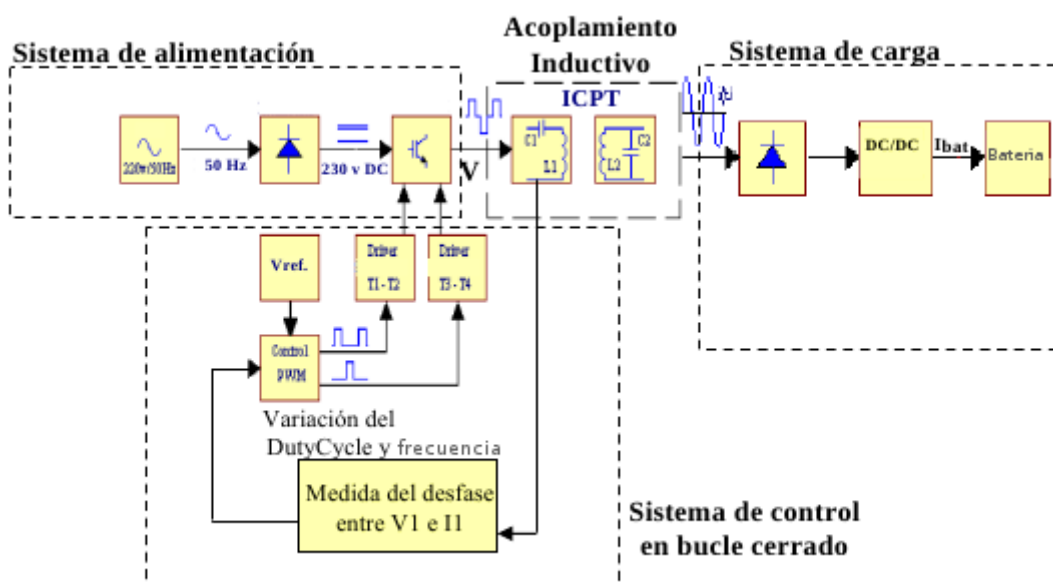 Sistema de alimentación
Acoplamiento
Inductivo
Sistema de carga
ICPT
220v/50Hz
50 Hz
230 v DC
V
C1
L1
L2
C2
DC/DC
Ibat
Bateria
Vref.
Driver
T1-T2
Driver
T3-T4
Control
PWM
Variación del
DutyCycle y frecuencia
Medida del desfase
entre V1 e I1
Sistema de control
en bucle cerrado